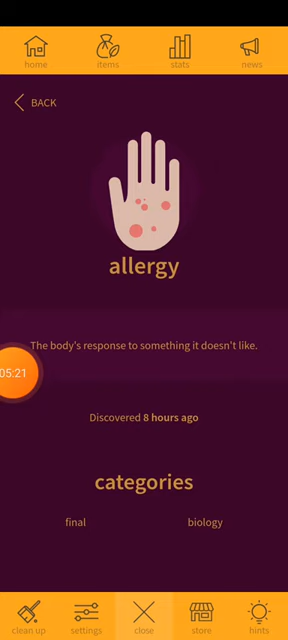 home items stats news
BACK
allergy
The body's response to something it doesn't like.
05:21
Discovered 8 hours ago
categories
final biology
clean up settings close store hints